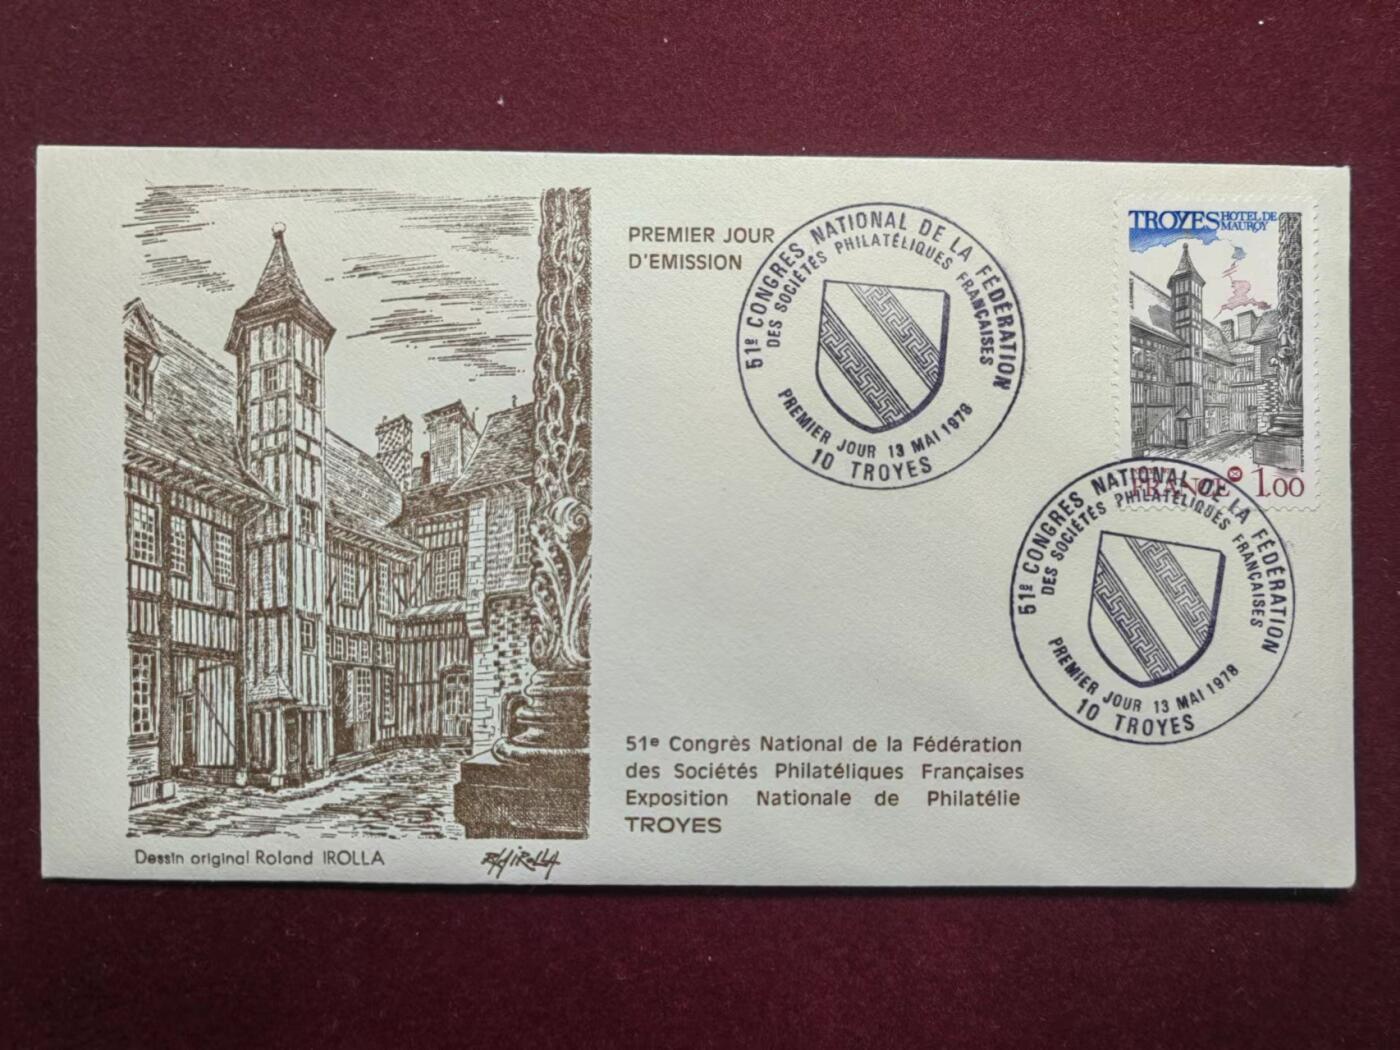 PREMIER JOUR
D'EMISSION
51e CONGRES NATIONAL DE LA FÉDÉRATION
DES SOCIÉTÉS PHILATÉLIQUES FRANÇAISES
PREMIER JOUR 13 MAI 1978
10 TROYES
TROYES HOTEL DE
MAUROY
FRANCE 1.00
51e CONGRES NATIONAL DE LA FÉDÉRATION
DES SOCIÉTÉS PHILATÉLIQUES FRANÇAISES
PREMIER JOUR 13 MAI 1978
10 TROYES
51e Congrès National de la Fédération
des Sociétés Philatéliques Françaises
Exposition Nationale de Philatélie
TROYES
Dessin original Roland IROLLA